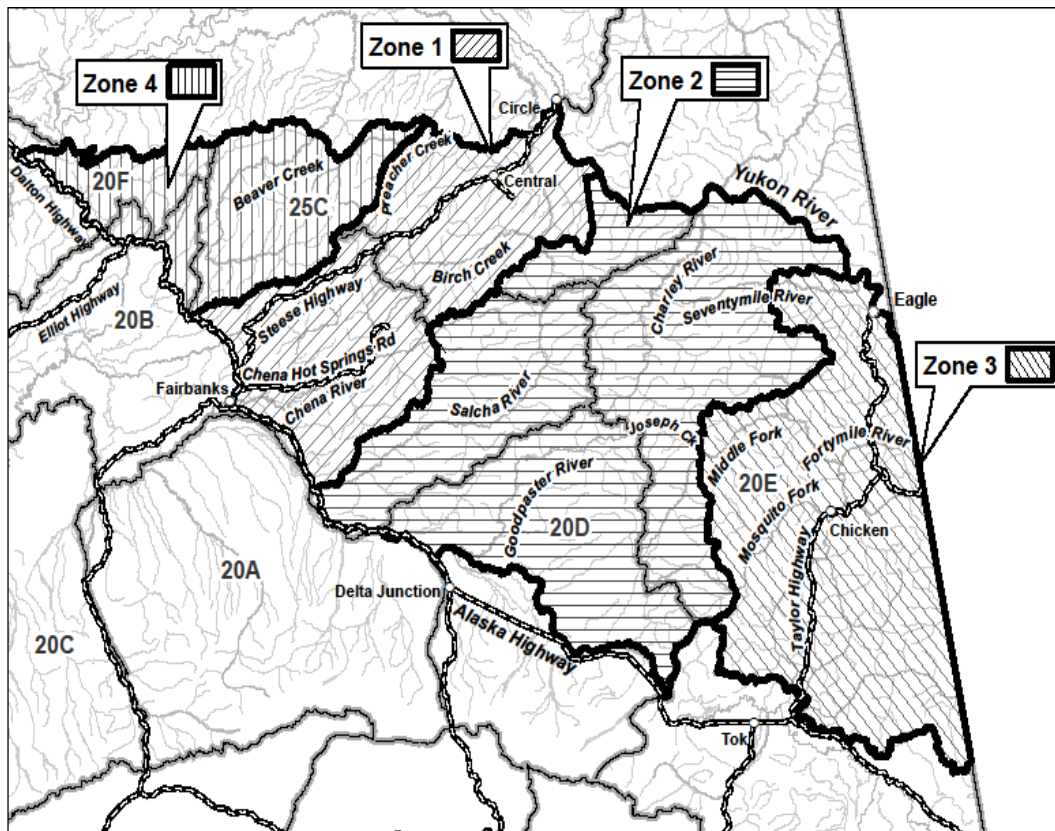 Zone 1
Zone 4
Zone 2
Circle
20F
Beaver Creek
Preacher Creek
Central
Yukon River
Dalton Highway
25C
Birch Creek
Charley River
Seventymile River
Eagle
Elliot Highway
20B
Steese Highway
Zone 3
Chena Hot Springs Rd
Fairbanks
Chena River
Salcha River
Joseph Ck
Middle Fork
Fortymile River
Goodpaster River
20E
Mosquito Fork
20D
Chicken
20A
Delta Junction
Alaska Highway
Taylor Highway
20C
Tok